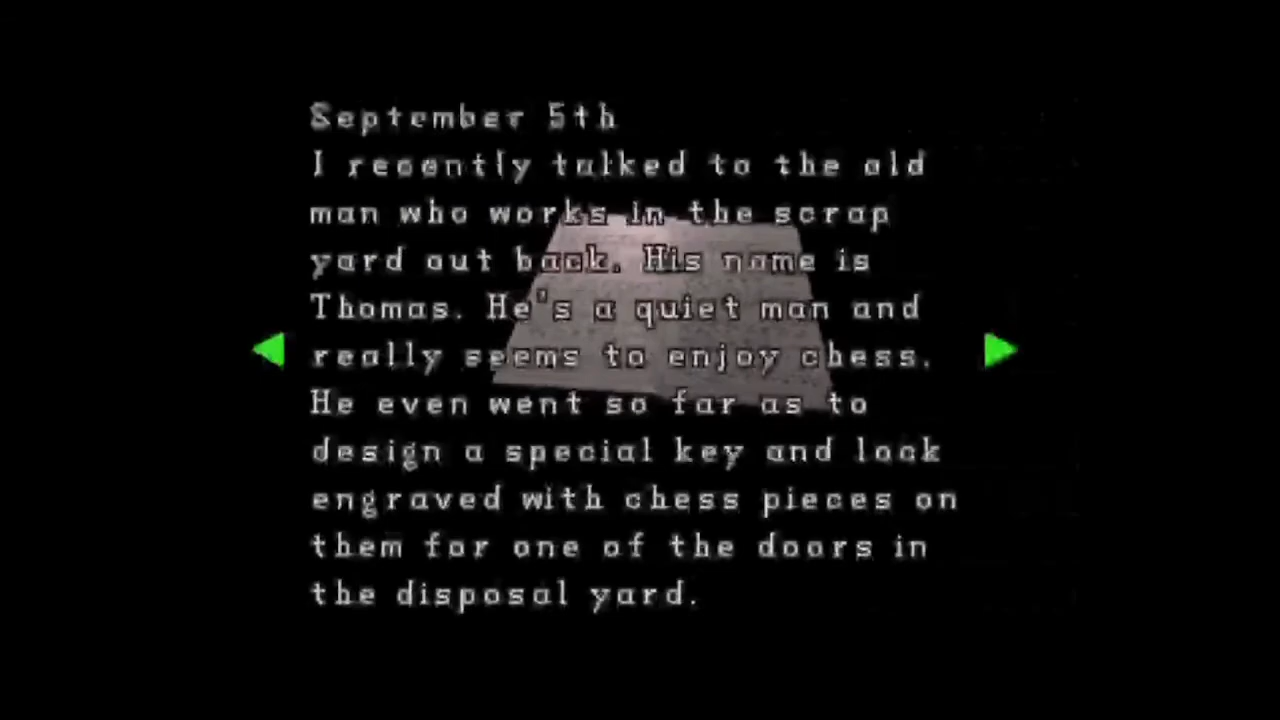 September 5th
I recently talked to the old
man who works in the scrap
yard out back. His name is
Thomas. He's a quiet man and
really seems to enjoy chess.
He even went so far as to
design a special key and lock
engraved with chess pieces on
them for one of the doors in
the disposal yard.